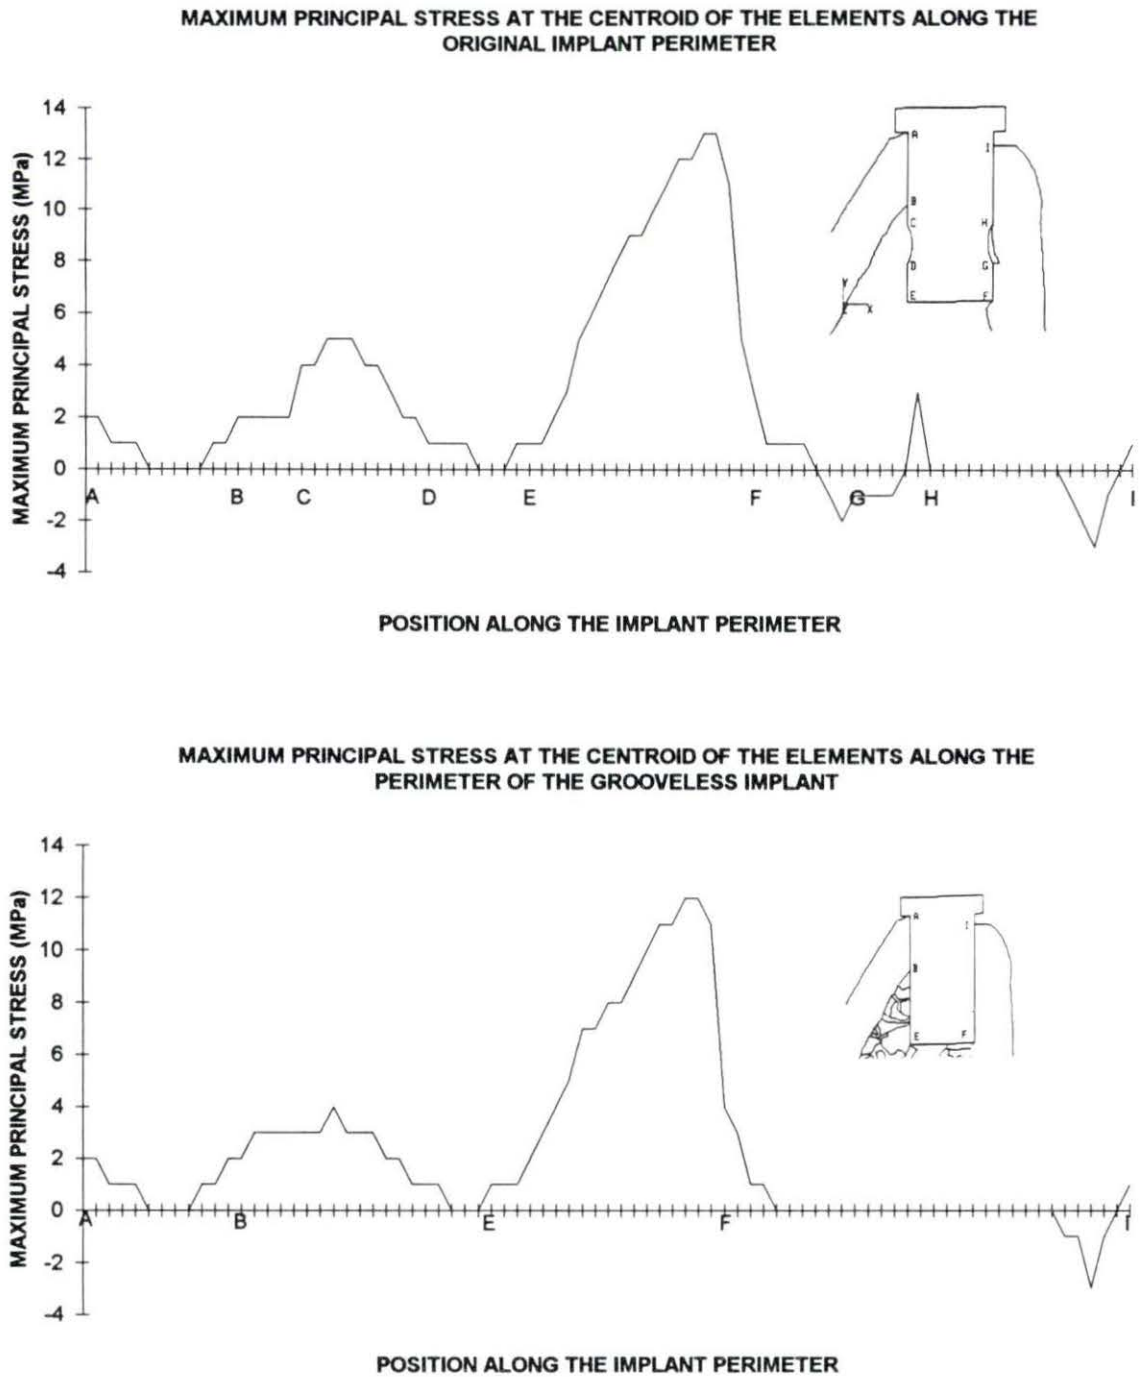 MAXIMUM PRINCIPAL STRESS AT THE CENTROID OF THE ELEMENTS ALONG THE
ORIGINAL IMPLANT PERIMETER
MAXIMUM PRINCIPAL STRESS (MPa)
14
12
10
8
6
4
2
0
-2
-4
A
B
C
D
E
F
G
H
I
A
I
B
C
H
D
G
E
F
Y
Z
X
POSITION ALONG THE IMPLANT PERIMETER
MAXIMUM PRINCIPAL STRESS AT THE CENTROID OF THE ELEMENTS ALONG THE
PERIMETER OF THE GROOVELESS IMPLANT
MAXIMUM PRINCIPAL STRESS (MPa)
14
12
10
8
6
4
2
0
-2
-4
A
B
E
F
I
A
I
B
E
F
POSITION ALONG THE IMPLANT PERIMETER